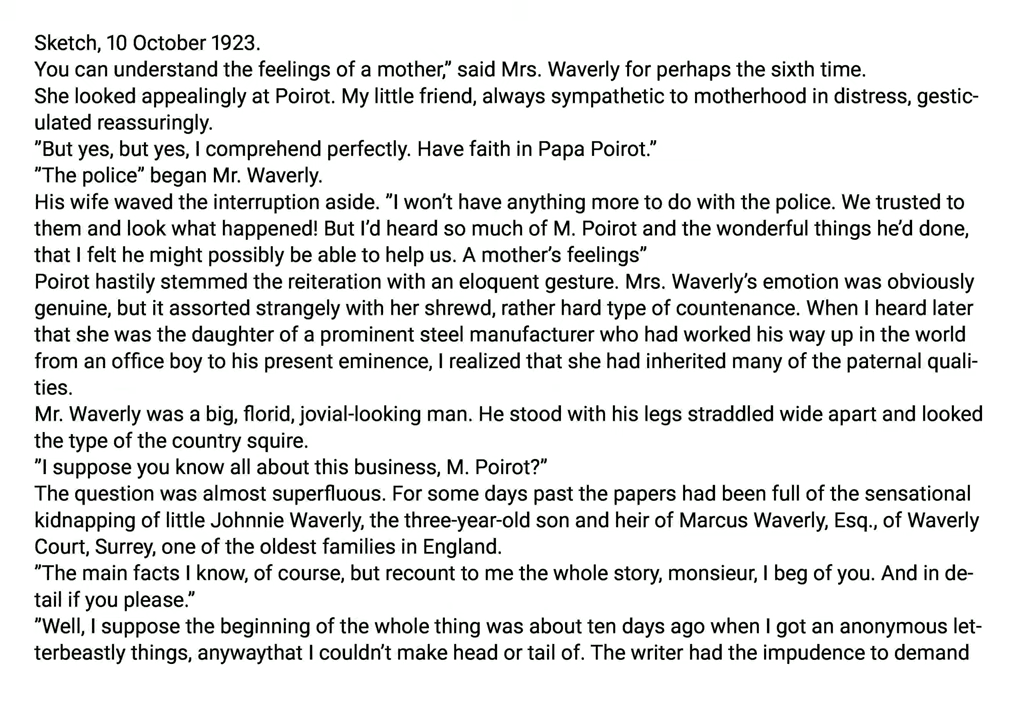 Sketch, 10 October 1923.
You can understand the feelings of a mother,” said Mrs. Waverly for perhaps the sixth time.
She looked appealingly at Poirot. My little friend, always sympathetic to motherhood in distress, gestic-
ulated reassuringly.
”But yes, but yes, I comprehend perfectly. Have faith in Papa Poirot.”
”The police” began Mr. Waverly.
His wife waved the interruption aside. ”I won’t have anything more to do with the police. We trusted to
them and look what happened! But I’d heard so much of M. Poirot and the wonderful things he’d done,
that I felt he might possibly be able to help us. A mother’s feelings”
Poirot hastily stemmed the reiteration with an eloquent gesture. Mrs. Waverly’s emotion was obviously
genuine, but it assorted strangely with her shrewd, rather hard type of countenance. When I heard later
that she was the daughter of a prominent steel manufacturer who had worked his way up in the world
from an office boy to his present eminence, I realized that she had inherited many of the paternal quali-
ties.
Mr. Waverly was a big, florid, jovial-looking man. He stood with his legs straddled wide apart and looked
the type of the country squire.
”I suppose you know all about this business, M. Poirot?”
The question was almost superfluous. For some days past the papers had been full of the sensational
kidnapping of little Johnnie Waverly, the three-year-old son and heir of Marcus Waverly, Esq., of Waverly
Court, Surrey, one of the oldest families in England.
”The main facts I know, of course, but recount to me the whole story, monsieur, I beg of you. And in de-
tail if you please.”
”Well, I suppose the beginning of the whole thing was about ten days ago when I got an anonymous let-
terbeastly things, anywaythat I couldn’t make head or tail of. The writer had the impudence to demand